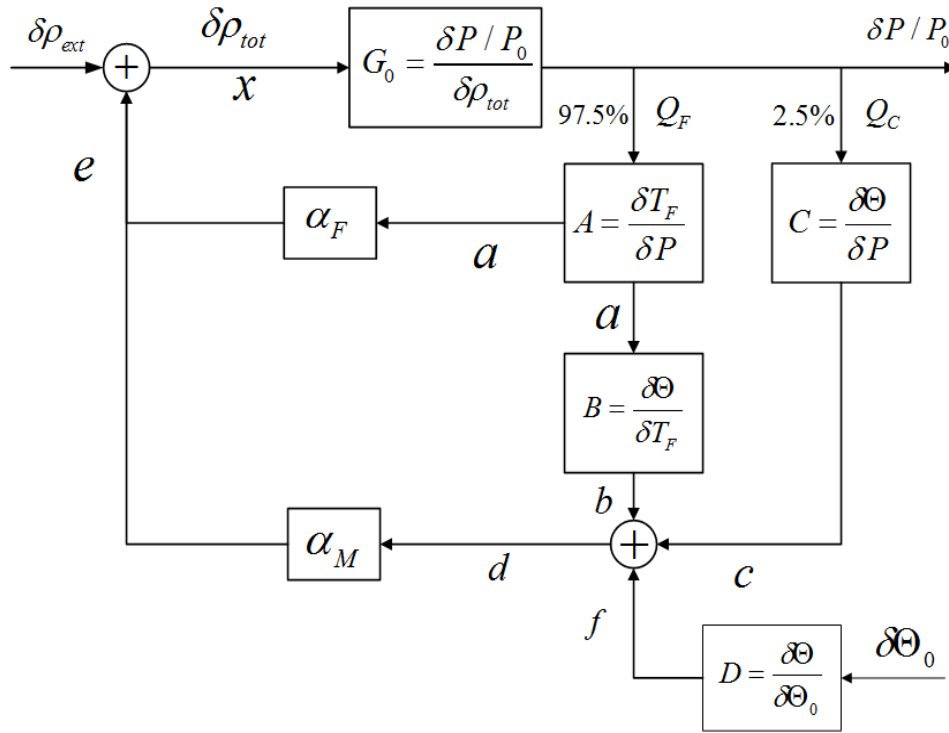 δρ_ext
δρ_tot
δP / P_0
+
x
G_0 = (δP / P_0) / δρ_tot
97.5% Q_F
2.5% Q_C
e
α_F
a
A = δT_F / δP
C = δΘ / δP
a
B = δΘ / δT_F
b
α_M
d
+
c
f
D = δΘ / δΘ_0
δΘ_0